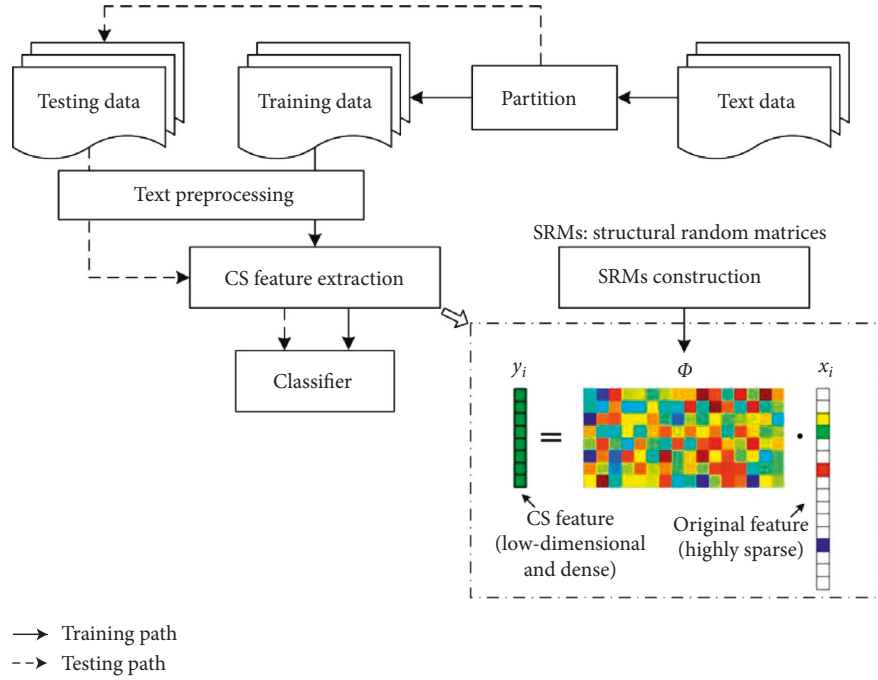 Testing data
Training data
Partition
Text data
Text preprocessing
SRMs: structural random matrices
CS feature extraction
SRMs construction
Classifier
y_i
Φ
x_i
=
·
CS feature
(low-dimensional
and dense)
Original feature
(highly sparse)
Training path
Testing path